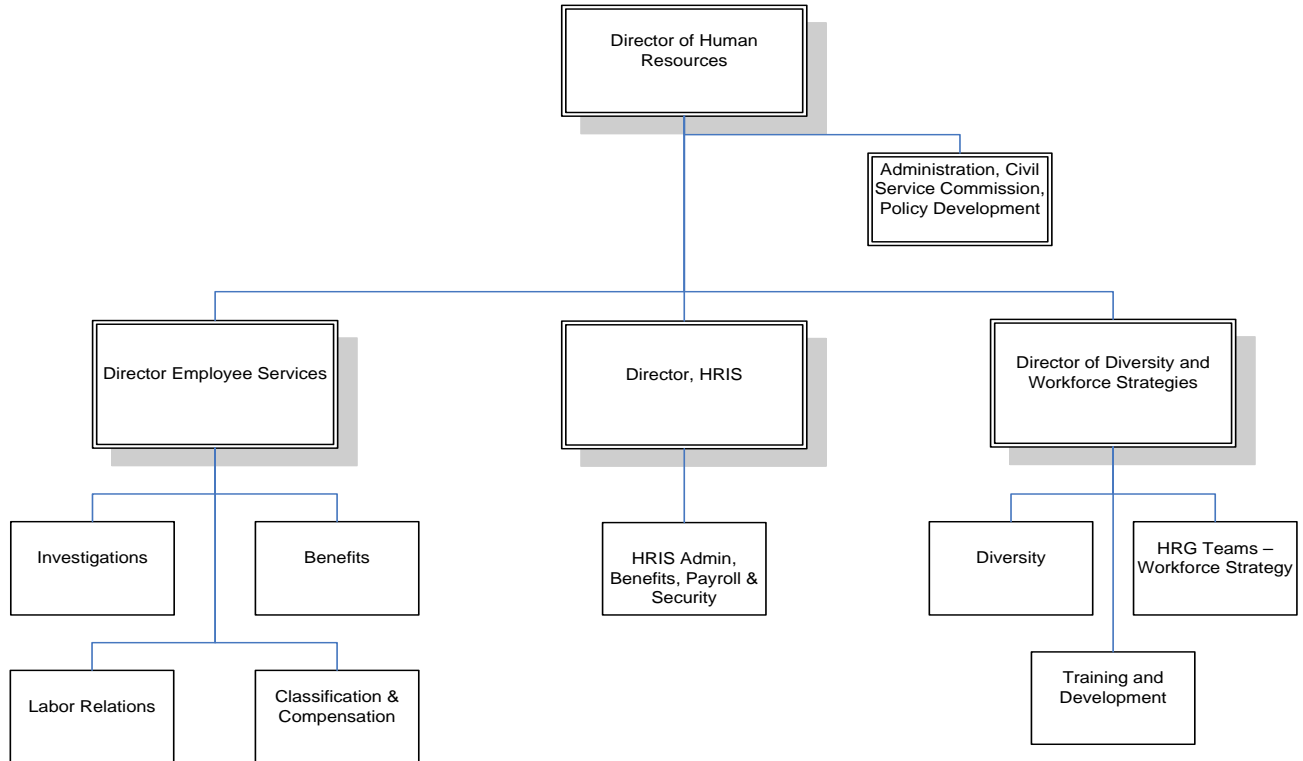 Director of Human
Resources
Administration, Civil
Service Commission,
Policy Development
Director Employee Services
Director, HRIS
Director of Diversity and
Workforce Strategies
Investigations
Benefits
HRIS Admin,
Benefits, Payroll &
Security
Diversity
HRG Teams –
Workforce Strategy
Labor Relations
Classification &
Compensation
Training and
Development